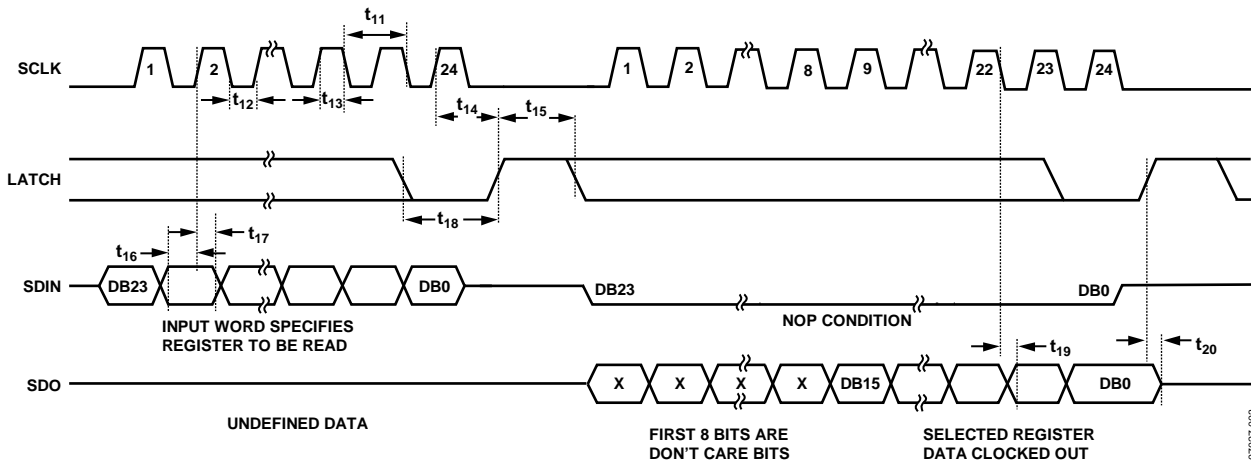 t11
SCLK
1
2
24
1
2
8
9
22
23
24
t12
t13
t14
t15
LATCH
t18
t16
t17
SDIN
DB23
DB0
DB23
DB0
INPUT WORD SPECIFIES
REGISTER TO BE READ
NOP CONDITION
t19
t20
SDO
X
X
X
X
DB15
DB0
UNDEFINED DATA
FIRST 8 BITS ARE
DON'T CARE BITS
SELECTED REGISTER
DATA CLOCKED OUT